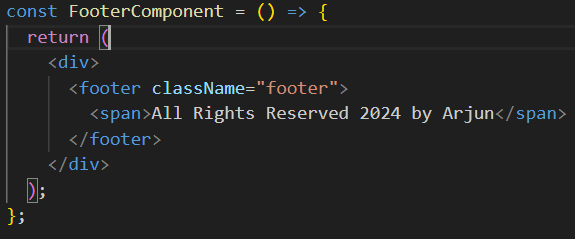 const FooterComponent = () => {
  return (
    <div>
      <footer className="footer">
        <span>All Rights Reserved 2024 by Arjun</span>
      </footer>
    </div>
  );
};